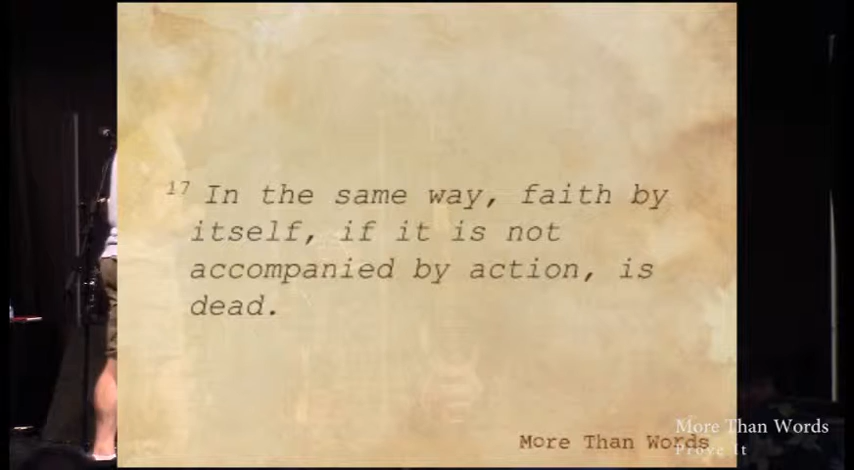 17 In the same way, faith by
itself, if it is not
accompanied by action, is
dead.
More Than Words
More Than Words
Prove It